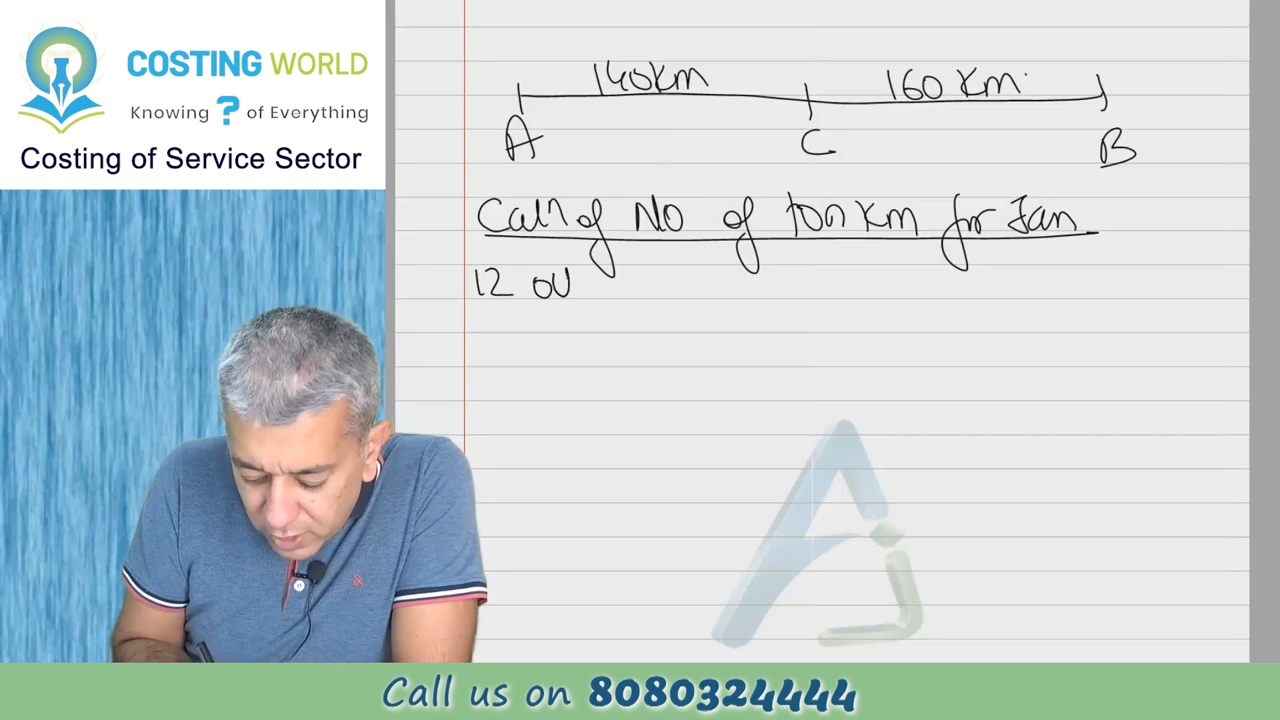 COSTING WORLD
Knowing ? of Everything
Costing of Service Sector
140km 160 Km
A C B
Caln of No of ton Km for Jan
12 ou
Call us on 8080324444